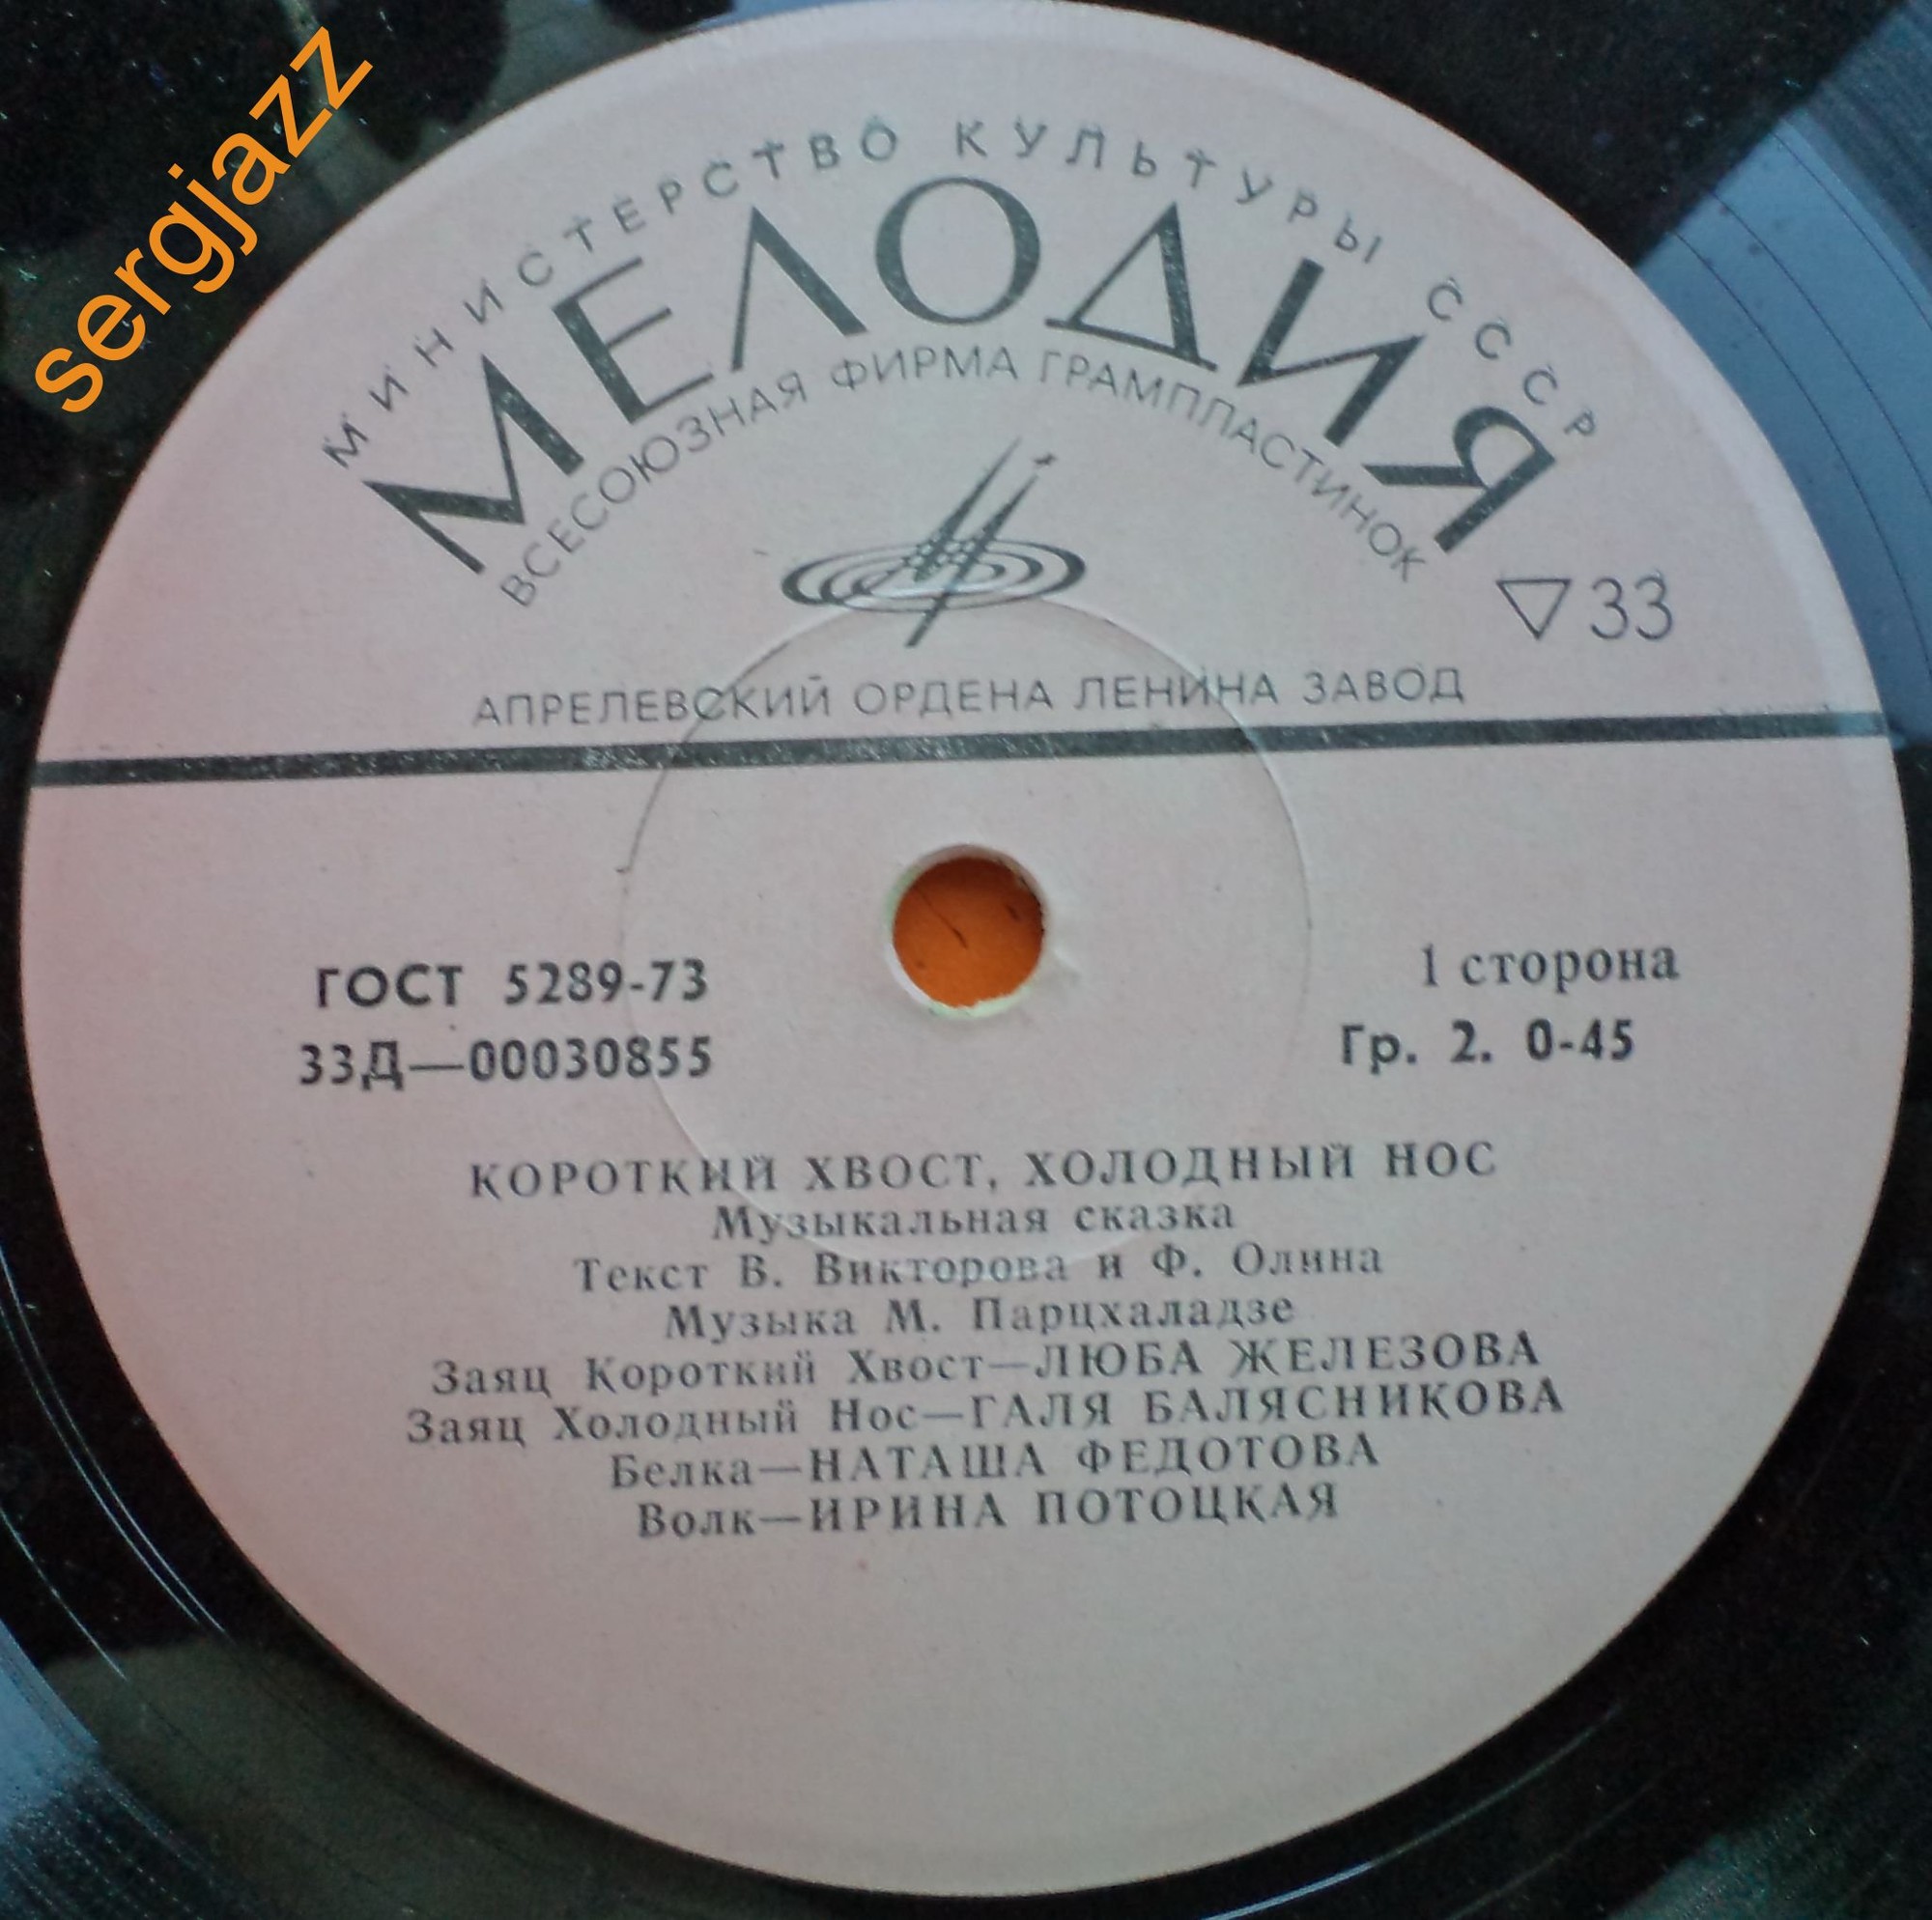 sergjazz
МИНИСТЕРСТВО КУЛЬТУРЫ СССР
МЕЛОДИЯ
ВСЕСОЮЗНАЯ ФИРМА ГРАМПЛАСТИНОК
▽33
АПРЕЛЕВСКИЙ ОРДЕНА ЛЕНИНА ЗАВОД
ГОСТ 5289-73
33Д—00030855
1 сторона
Гр. 2. 0-45
КОРОТКИЙ ХВОСТ, ХОЛОДНЫЙ НОС
Музыкальная сказка
Текст В. Викторова и Ф. Олина
Музыка М. Парцхаладзе
Заяц Короткий Хвост—ЛЮБА ЖЕЛЕЗОВА
Заяц Холодный Нос—ГАЛЯ БАЛЯСНИКОВА
Белка—НАТАША ФЕДОТОВА
Волк—ИРИНА ПОТОЦКАЯ